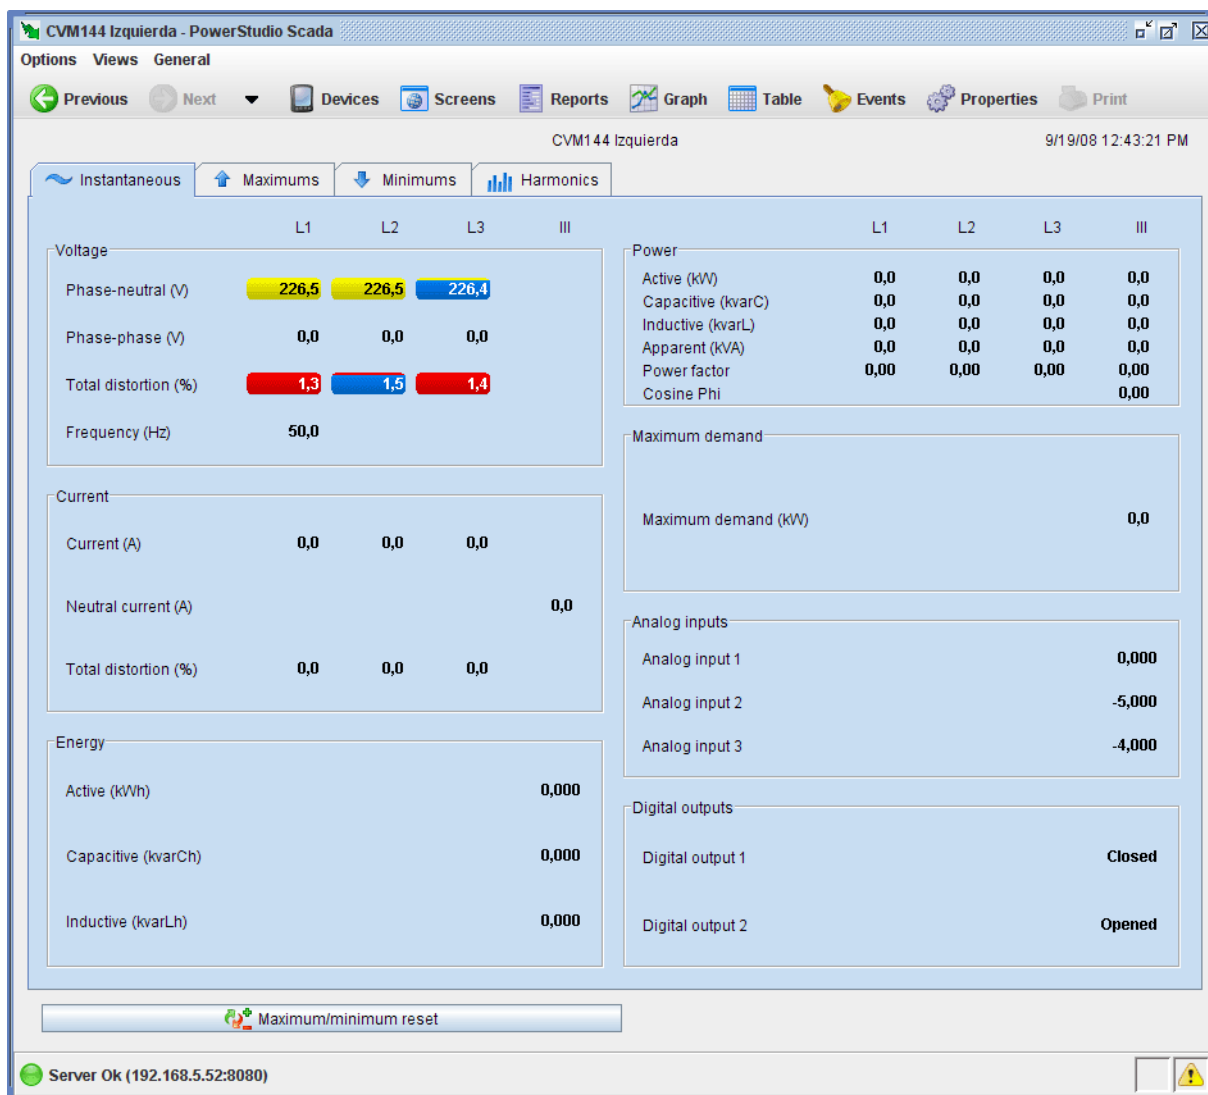 CVM144 Izquierda - PowerStudio Scada
Options Views General
Previous Next Devices Screens Reports Graph Table Events Properties Print
CVM144 Izquierda 9/19/08 12:43:21 PM
Instantaneous Maximums Minimums Harmonics
L1 L2 L3 III
Voltage
Phase-neutral (V) 226,5 226,5 226,4
Phase-phase (V) 0,0 0,0 0,0
Total distortion (%) 1,3 1,5 1,4
Frequency (Hz) 50,0
Current
Current (A) 0,0 0,0 0,0
Neutral current (A) 0,0
Total distortion (%) 0,0 0,0 0,0
Energy
Active (kWh) 0,000
Capacitive (kvarCh) 0,000
Inductive (kvarLh) 0,000
L1 L2 L3 III
Power
Active (kW) 0,0 0,0 0,0 0,0
Capacitive (kvarC) 0,0 0,0 0,0 0,0
Inductive (kvarL) 0,0 0,0 0,0 0,0
Apparent (kVA) 0,0 0,0 0,0 0,0
Power factor 0,00 0,00 0,00 0,00
Cosine Phi 0,00
Maximum demand
Maximum demand (kW) 0,0
Analog inputs
Analog input 1 0,000
Analog input 2 -5,000
Analog input 3 -4,000
Digital outputs
Digital output 1 Closed
Digital output 2 Opened
Maximum/minimum reset
Server Ok (192.168.5.52:8080)